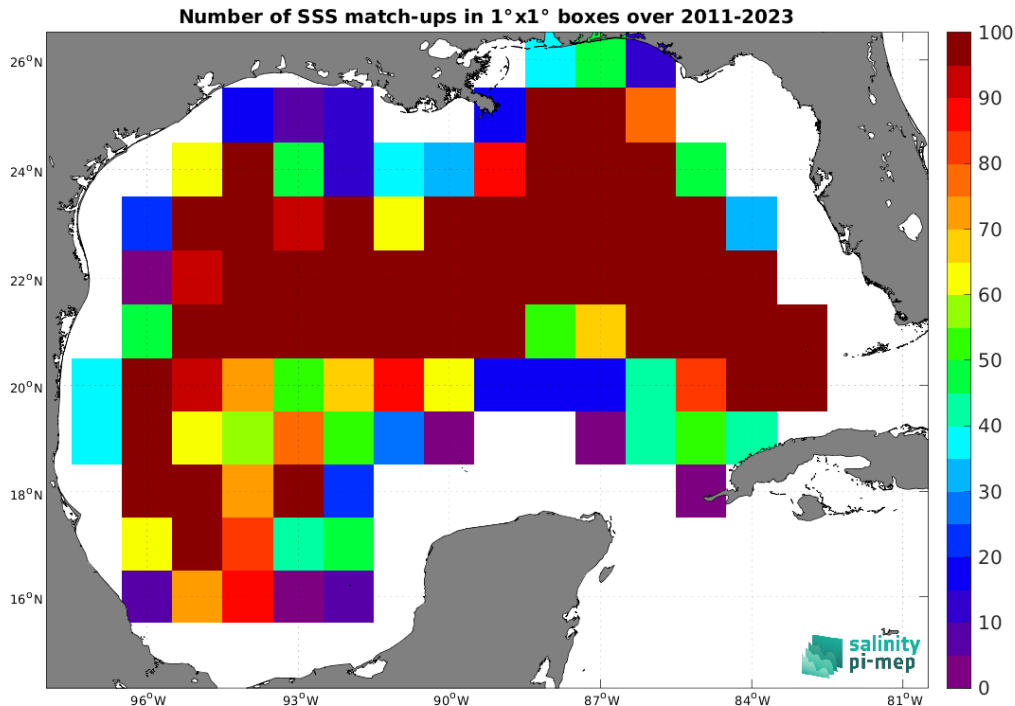 Number of SSS match-ups in 1°x1° boxes over 2011-2023
26°N
24°N
22°N
20°N
18°N
16°N
96°W
93°W
90°W
87°W
84°W
81°W
100
90
80
70
60
50
40
30
20
10
0
salinity
pi-mep